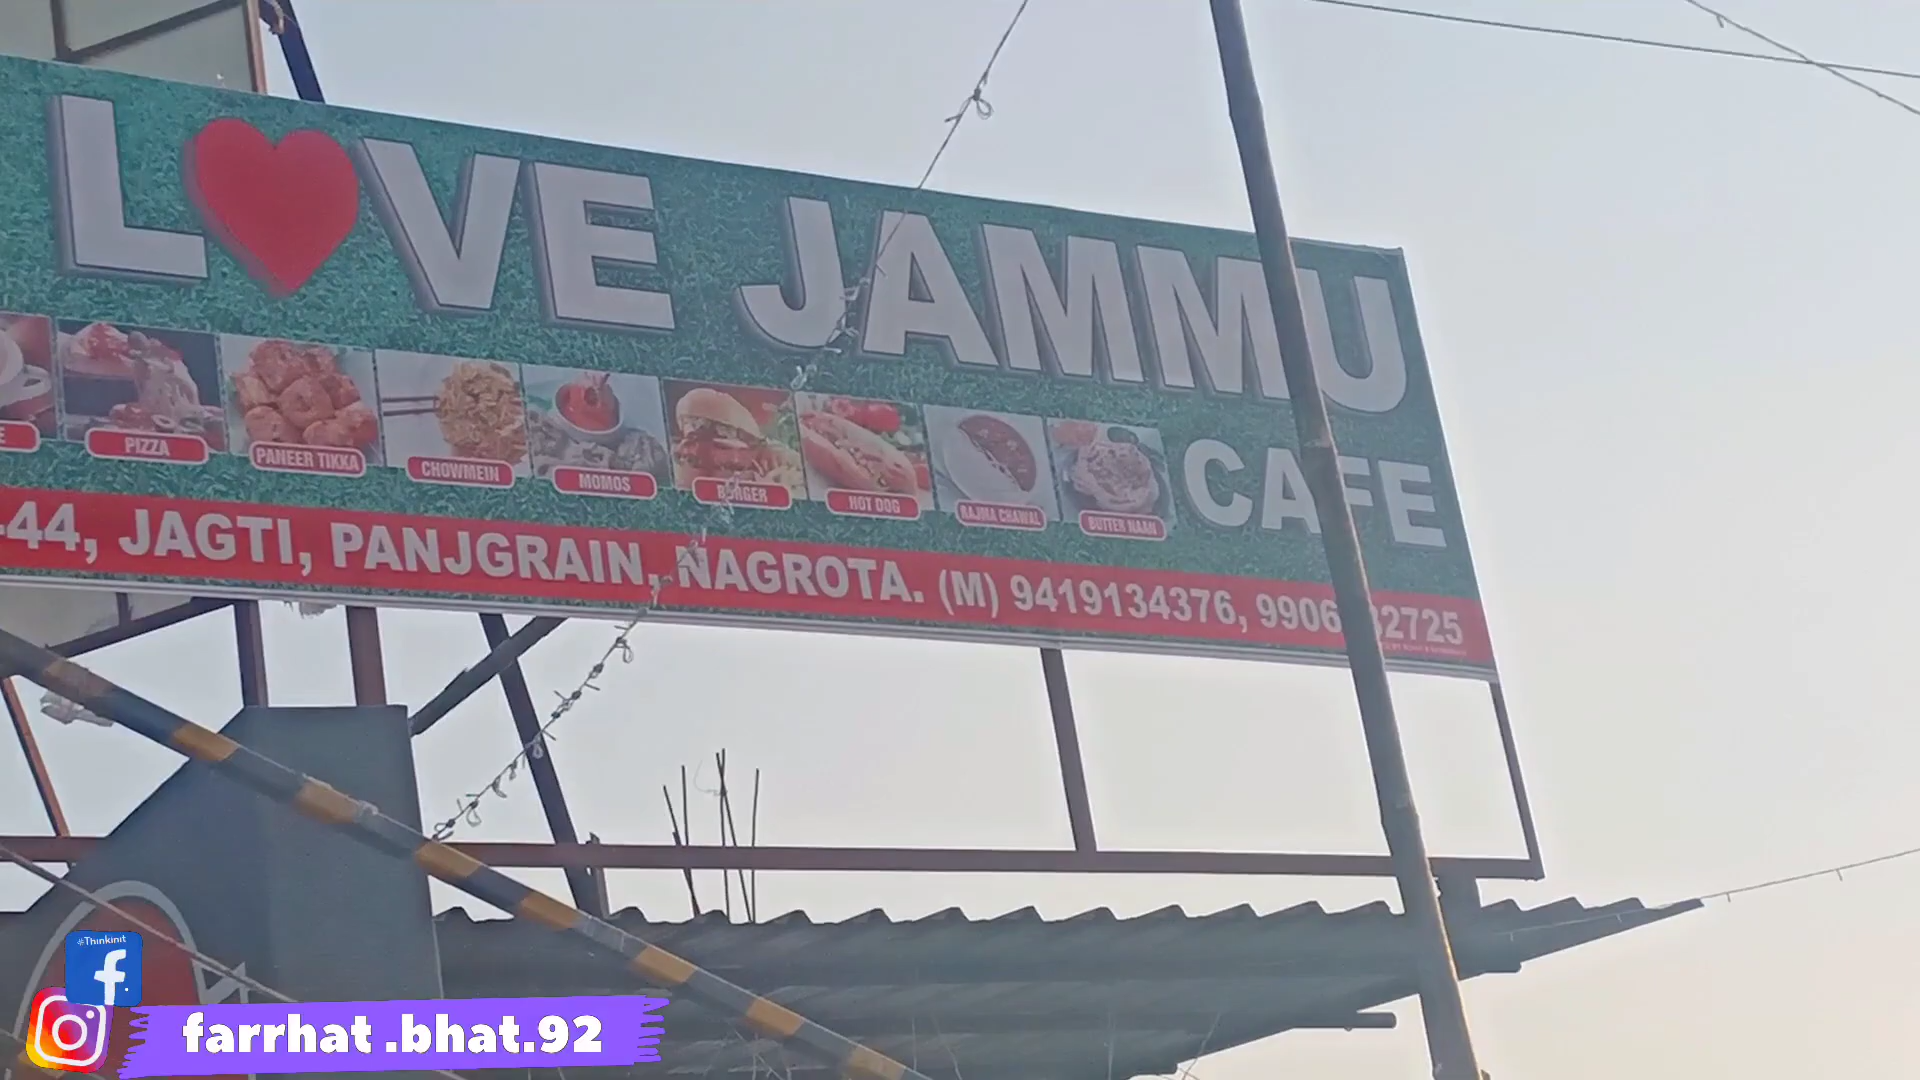 L❤VE JAMMU
CAFE
E
PIZZA
PANEER TIKKA
CHOWMEIN
MOMOS
BURGER
HOT DOG
RAJMA CHAWAL
BUTTER NAAN
-44, JAGTI, PANJGRAIN, NAGROTA. (M) 9419134376, 9906 32725
#Thinkinit
farrhat .bhat.92